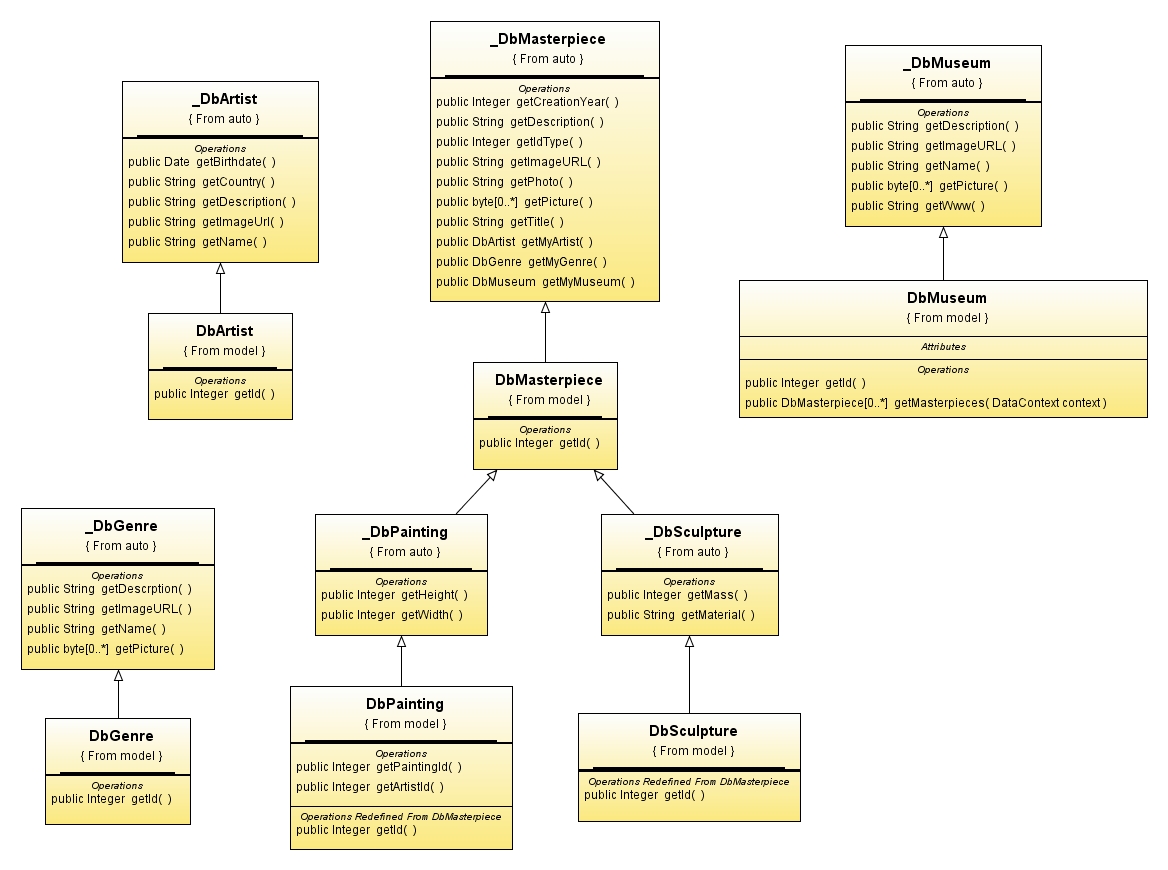 _DbMasterpiece
{ From auto }
Operations
public Integer getCreationYear( )
public String getDescription( )
public Integer getIdType( )
public String getImageURL( )
public String getPhoto( )
public byte[0..*] getPicture( )
public String getTitle( )
public DbArtist getMyArtist( )
public DbGenre getMyGenre( )
public DbMuseum getMyMuseum( )
_DbMuseum
{ From auto }
Operations
public String getDescription( )
public String getImageURL( )
public String getName( )
public byte[0..*] getPicture( )
public String getWww( )
_DbArtist
{ From auto }
Operations
public Date getBirthdate( )
public String getCountry( )
public String getDescription( )
public String getImageUrl( )
public String getName( )
DbArtist
{ From model }
Operations
public Integer getId( )
DbMuseum
{ From model }
Attributes
Operations
public Integer getId( )
public DbMasterpiece[0..*] getMasterpieces( DataContext context )
DbMasterpiece
{ From model }
Operations
public Integer getId( )
_DbGenre
{ From auto }
Operations
public String getDescrption( )
public String getImageURL( )
public String getName( )
public byte[0..*] getPicture( )
_DbPainting
{ From auto }
Operations
public Integer getHeight( )
public Integer getWidth( )
_DbSculpture
{ From auto }
Operations
public Integer getMass( )
public String getMaterial( )
DbGenre
{ From model }
Operations
public Integer getId( )
DbPainting
{ From model }
Operations
public Integer getPaintingId( )
public Integer getArtistId( )
Operations Redefined From DbMasterpiece
public Integer getId( )
DbSculpture
{ From model }
Operations Redefined From DbMasterpiece
public Integer getId( )